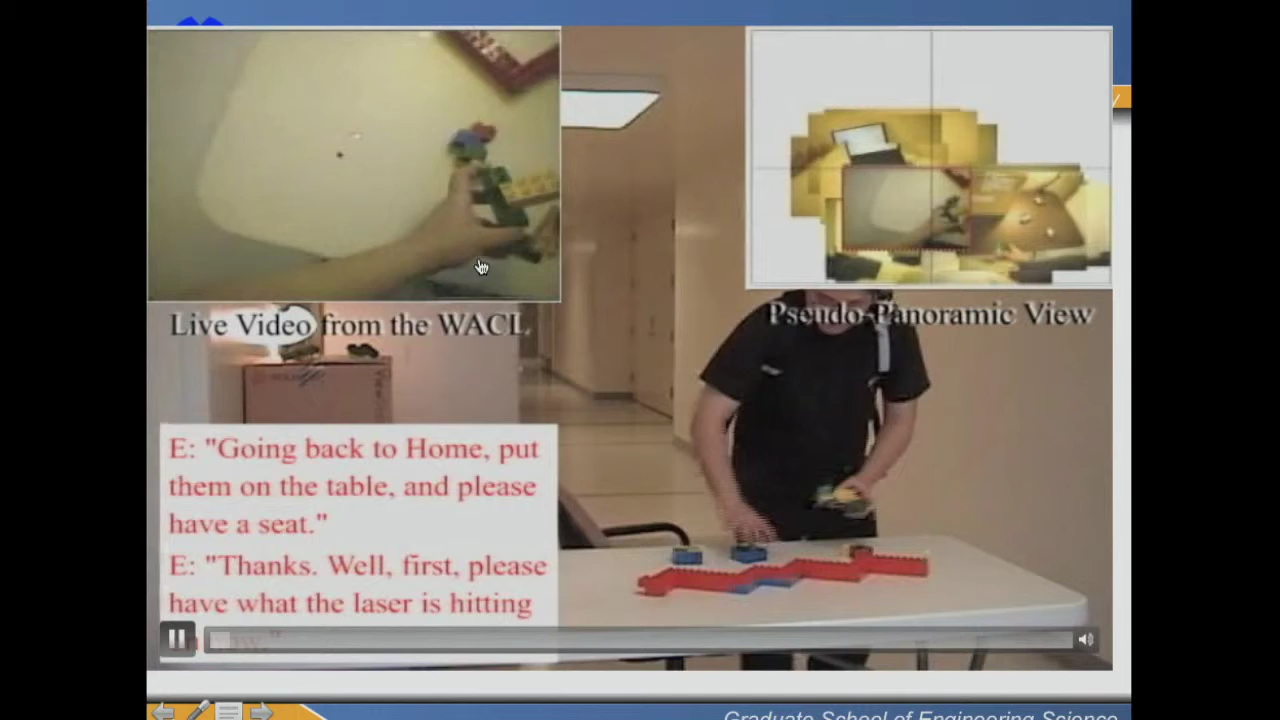 Live Video from the WACL
Pseudo-Panoramic View
E: "Going back to Home, put
them on the table, and please
have a seat."
E: "Thanks. Well, first, please
have what the laser is hitting
Graduate School of Engineering Science